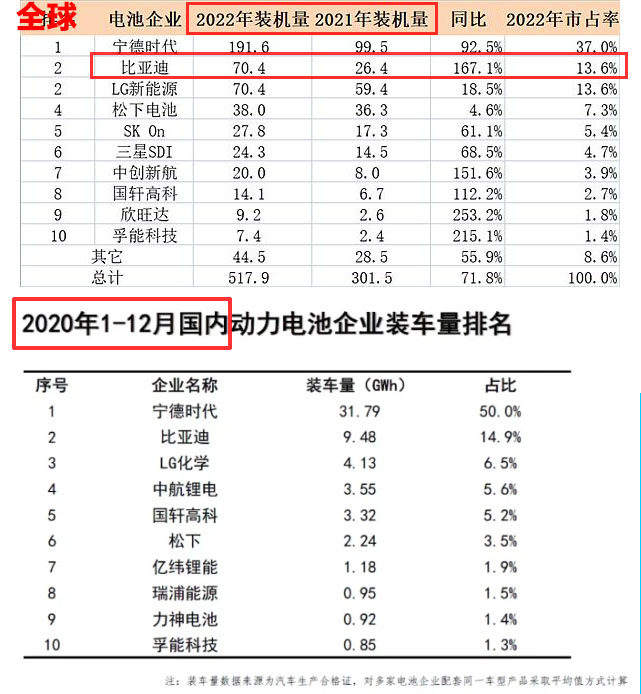 全球 电池企业 2022年装机量 2021年装机量 同比 2022年市占率
1 宁德时代 191.6 99.5 92.5% 37.0%
2 比亚迪 70.4 26.4 167.1% 13.6%
2 LG新能源 70.4 59.4 18.5% 13.6%
4 松下电池 38.0 36.3 4.6% 7.3%
5 SK On 27.8 17.3 61.1% 5.4%
6 三星SDI 24.3 14.5 68.5% 4.7%
7 中创新航 20.0 8.0 151.6% 3.9%
8 国轩高科 14.1 6.7 112.2% 2.7%
9 欣旺达 9.2 2.6 253.2% 1.8%
10 孚能科技 7.4 2.4 215.1% 1.4%
其它 44.5 28.5 55.9% 8.6%
总计 517.9 301.5 71.8% 100.0%
2020年1-12月国内动力电池企业装车量排名
序号 企业名称 装车量（GWh） 占比
1 宁德时代 31.79 50.0%
2 比亚迪 9.48 14.9%
3 LG化学 4.13 6.5%
4 中航锂电 3.55 5.6%
5 国轩高科 3.32 5.2%
6 松下 2.24 3.5%
7 亿纬锂能 1.18 1.9%
8 瑞浦能源 0.95 1.5%
9 力神电池 0.92 1.4%
10 孚能科技 0.85 1.3%
注：装车量数据来源为汽车生产合格证，对多家电池企业配套同一车型产品采取平均值方式计算